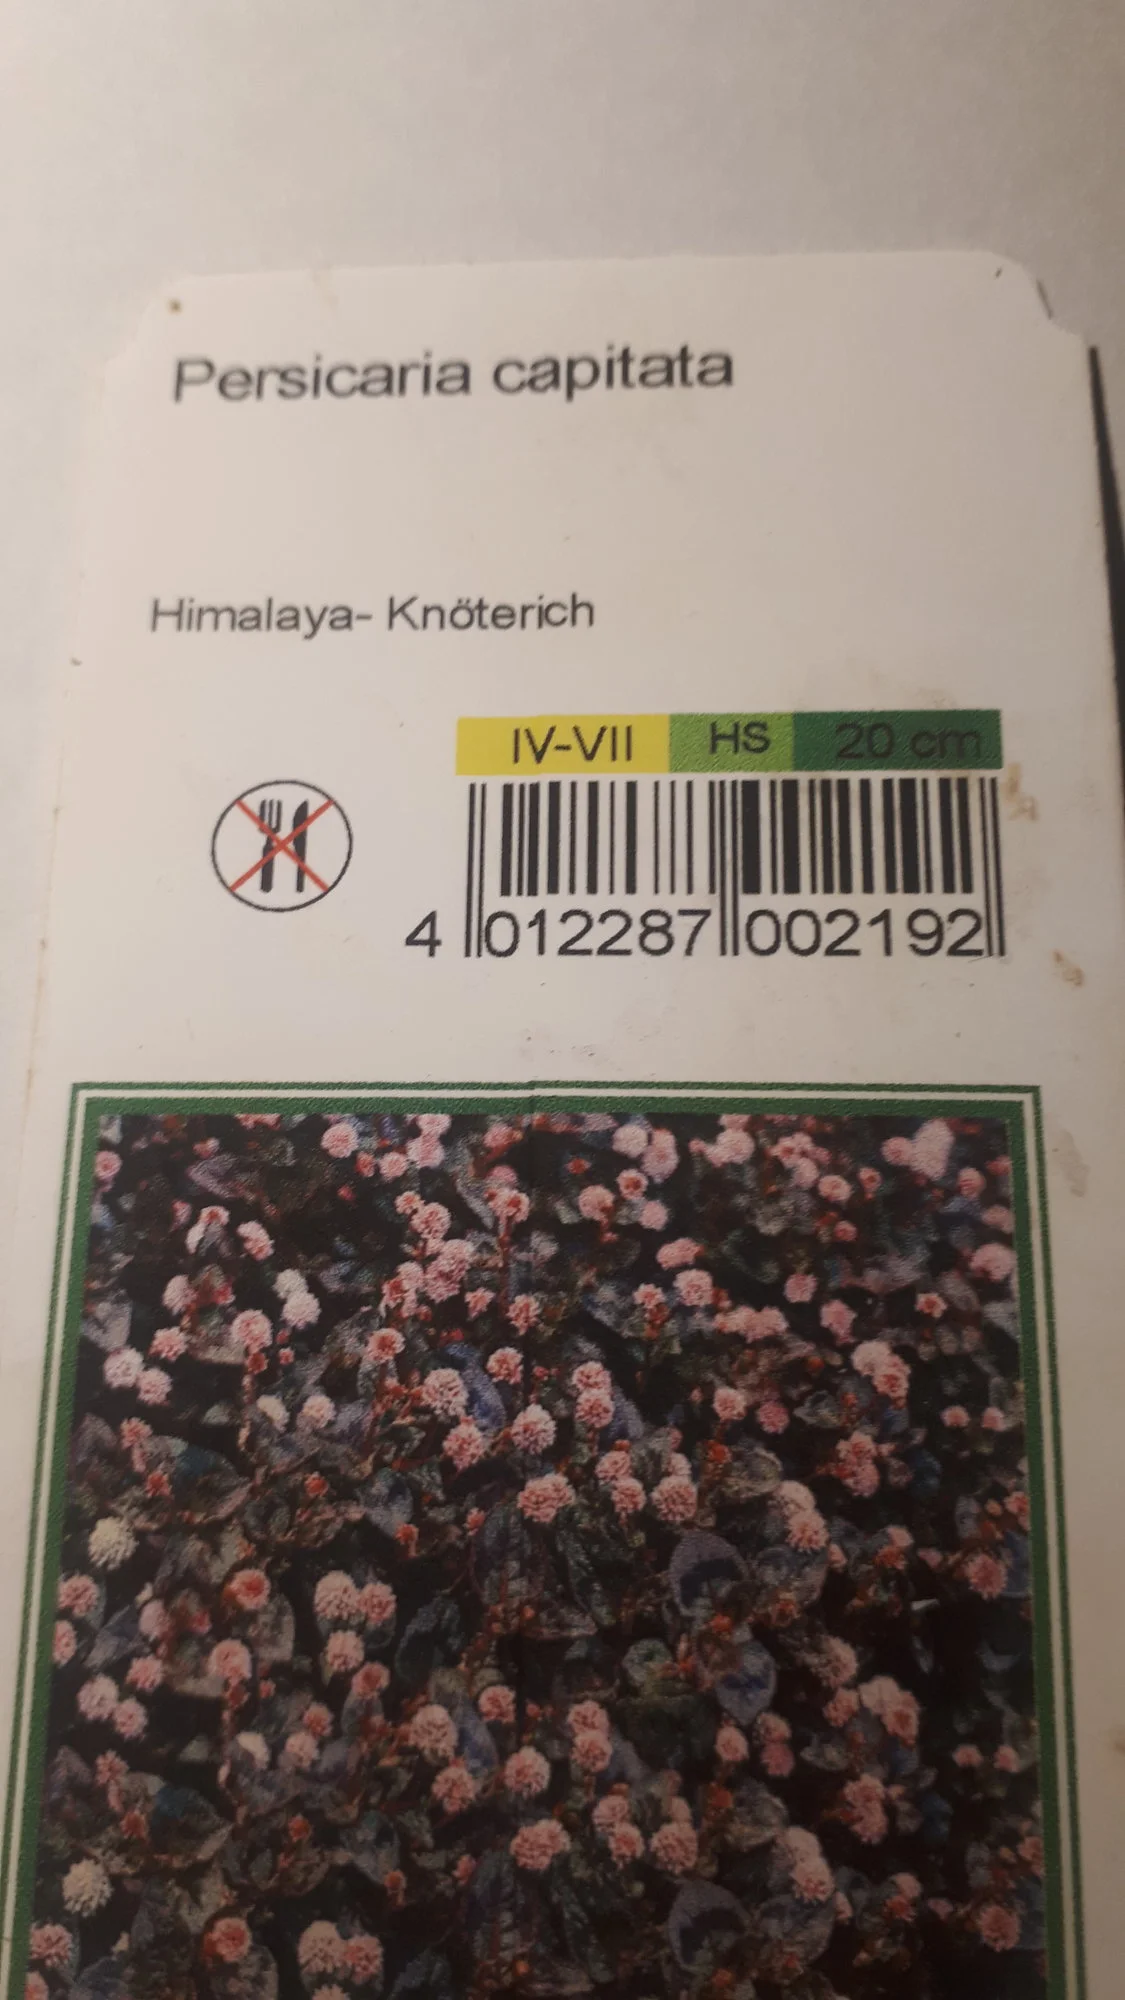 Persicaria capitata
Himalaya- Knöterich
IV-VII HS 20 cm
4 012287 002192